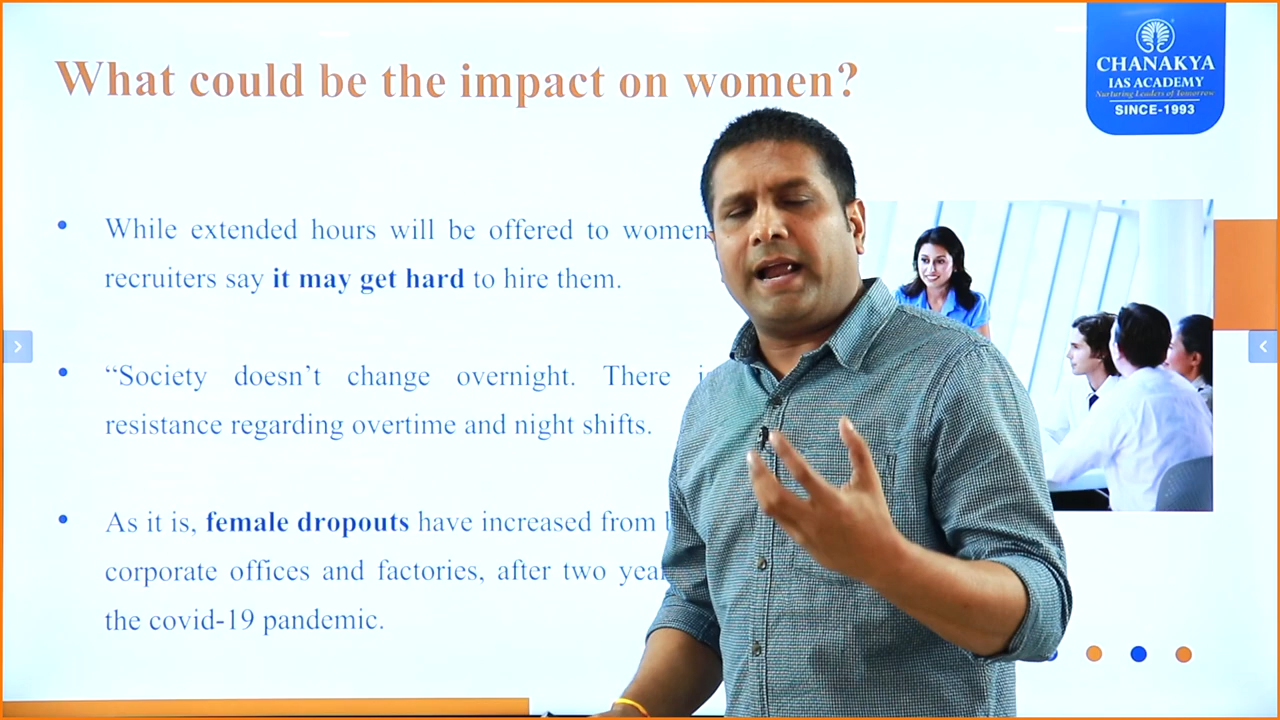 What could be the impact on women?
CHANAKYA
IAS ACADEMY
Nurturing Leaders of Tomorrow
SINCE-1993
• While extended hours will be offered to women,
recruiters say it may get hard to hire them.
• “Society doesn’t change overnight. There
resistance regarding overtime and night shifts.
• As it is, female dropouts have increased from
corporate offices and factories, after two
the covid-19 pandemic.